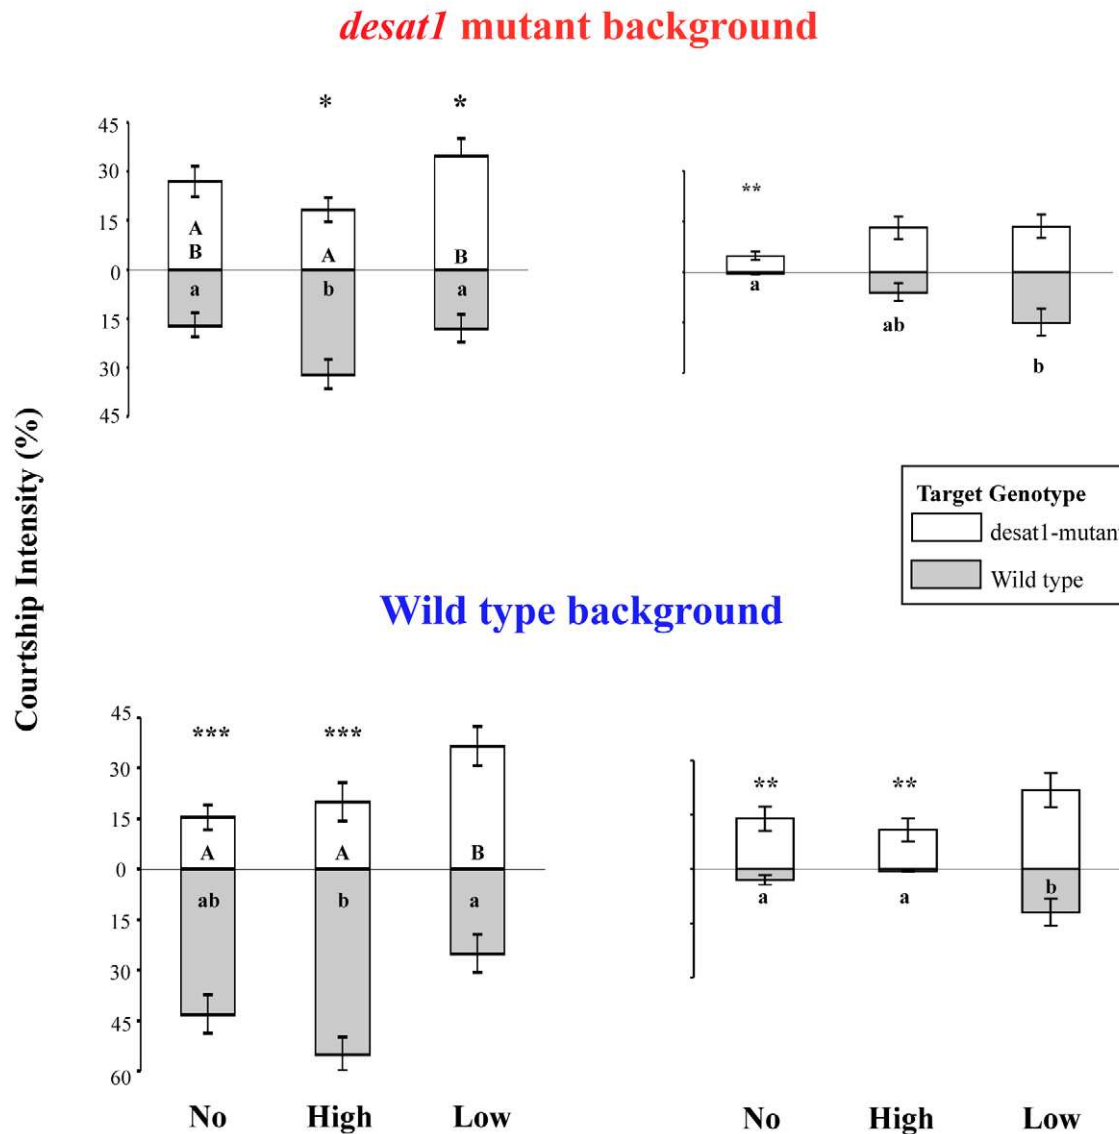 desat1 mutant background
Courtship Intensity (%)
* *
45
30
15
0
15
30
45
A
B
a
A
b
B
a
**
a
ab
b
Target Genotype
desat1-mutant
Wild type
Wild type background
*** ***
45
30
15
0
15
30
45
60
A
ab
A
b
B
a
** **
a
a
b
No High Low
No High Low